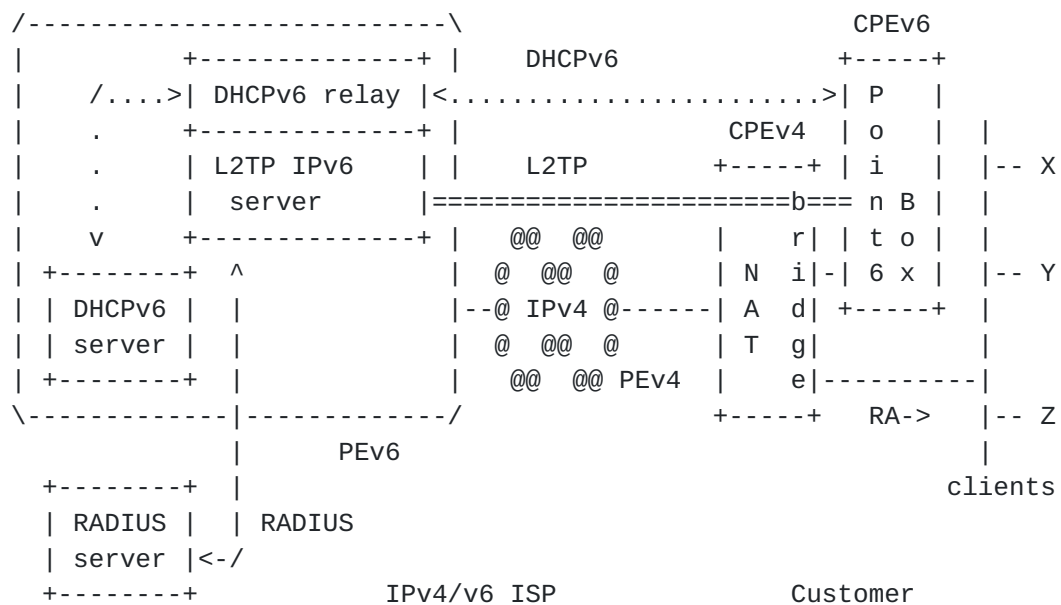 /---------------------------\                         CPEv6
|          +--------------+ |    DHCPv6              +-----+
|    /....>| DHCPv6 relay |<........................>| P   |
|    .     +--------------+ |                 CPEv4  | o   |  |
|    .     | L2TP IPv6    | |    L2TP        +-----+ | i   |  |-- X
|    .     |  server      |=======================b=== n B |  |
|    v     +--------------+ |   @@  @@       |    r| | t o |  |
| +--------+  ^             |  @  @@  @      | N  i|-| 6 x |  |-- Y
| | DHCPv6 |  |             |--@ IPv4 @------| A  d| +-----+  |
| | server |  |             |  @  @@  @      | T  g|          |
| +--------+  |             |   @@  @@ PEv4  |    e|----------|
\-------------|-------------/                +-----+   RA->   |-- Z
              |      PEv6                                     |
  +--------+  |                                             clients
  | RADIUS |  | RADIUS
  | server |<-/
  +--------+            IPv4/v6 ISP               Customer